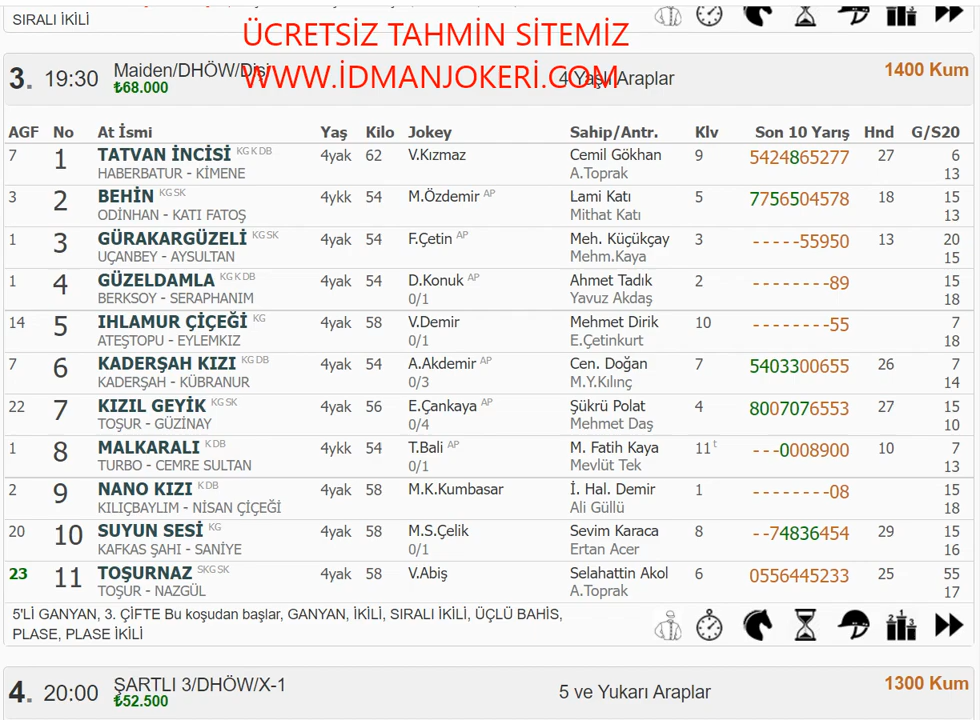 SIRALI İKİLİ
ÜCRETSİZ TAHMİN SİTEMİZ
WWW.İDMANJOKERİ.COM
3. 19:30 Maiden/DHÖW/Dişi 4 Yaşlı Araplar 1400 Kum
₺68.000
AGF No At İsmi Yaş Kilo Jokey Sahip/Antr. Klv Son 10 Yarış Hnd G/S20
7 1 TATVAN İNCİSİ KG K DB 4yak 62 V.Kızmaz Cemil Gökhan 9 5424865277 27 6
HABERBATUR - KİMENE A.Toprak 13
3 2 BEHİN KG SK 4ykk 54 M.Özdemir AP Lami Katı 5 7756504578 18 15
ODİNHAN - KATI FATOŞ Mithat Katı 13
1 3 GÜRAKARGÜZELİ KG SK 4yak 54 F.Çetin AP Meh. Küçükçay 3 -----55950 13 20
UÇANBEY - AYSULTAN Mehm.Kaya 15
1 4 GÜZELDAMLA KG K DB 4yak 54 D.Konuk AP Ahmet Tadık 2 --------89 15
BERKSOY - SERAPHANIM 0/1 Yavuz Akdaş 18
14 5 IHLAMUR ÇİÇEĞİ KG 4yak 58 V.Demir Mehmet Dirik 10 --------55 7
ATEŞTOPU - EYLEMKIZ 0/1 E.Çetinkurt 18
7 6 KADERŞAH KIZI KG DB 4yak 54 A.Akdemir AP Cen. Doğan 7 5403300655 26 7
KADERŞAH - KÜBRANUR 0/3 M.Y.Kılınç 14
22 7 KIZIL GEYİK KG SK 4yak 56 E.Çankaya AP Şükrü Polat 4 8007076553 27 15
TOŞUR - GÜZİNAY 0/4 Mehmet Daş 10
1 8 MALKARALI K DB 4ykk 54 T.Bali AP M. Fatih Kaya 11 t ---0008900 10 7
TURBO - CEMRE SULTAN 0/1 Mevlüt Tek 13
2 9 NANO KIZI K DB 4yak 58 M.K.Kumbasar İ. Hal. Demir 1 --------08 15
KILIÇBAYLIM - NİSAN ÇİÇEĞİ Ali Güllü 18
20 10 SUYUN SESİ KG 4yak 58 M.S.Çelik Sevim Karaca 8 --74836454 29 15
KAFKAS ŞAHI - SANİYE 0/1 Ertan Acer 16
23 11 TOŞURNAZ SKG SK 4yak 58 V.Abiş Selahattin Akol 6 0556445233 25 55
TOŞUR - NAZGÜL A.Toprak 17
5'Lİ GANYAN, 3. ÇİFTE Bu koşudan başlar, GANYAN, İKİLİ, SIRALI İKİLİ, ÜÇLÜ BAHİS,
PLASE, PLASE İKİLİ
4. 20:00 ŞARTLI 3/DHÖW/X-1 5 ve Yukarı Araplar 1300 Kum
₺52.500